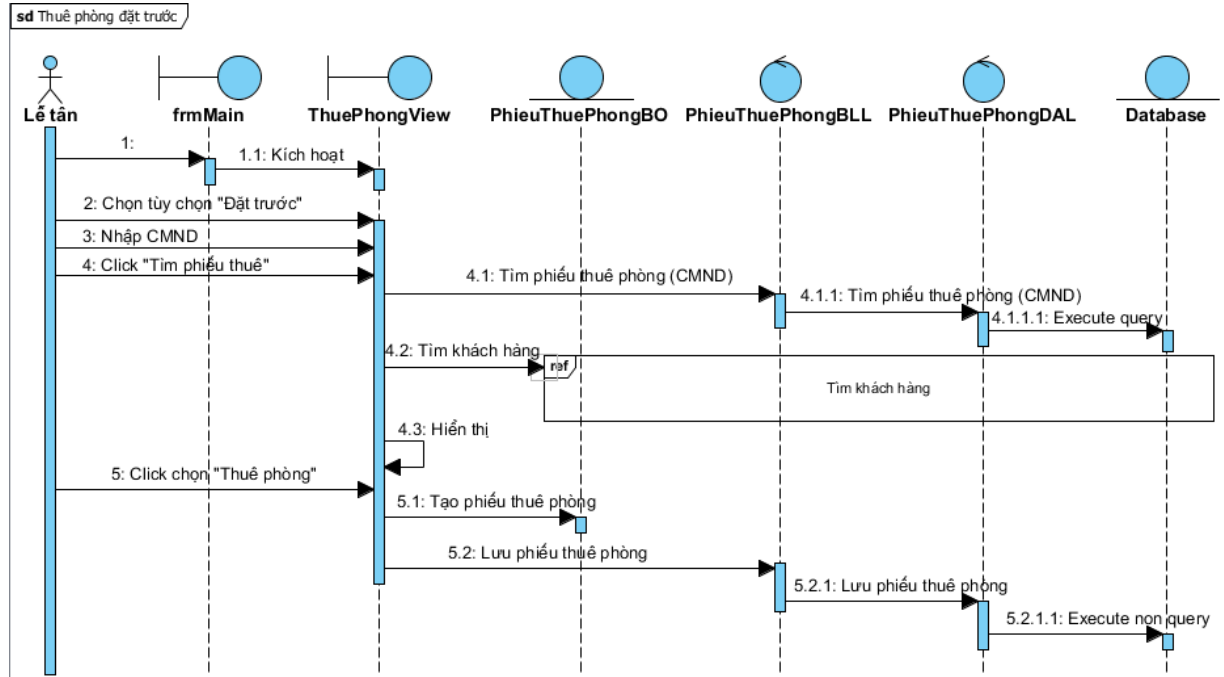 sd Thuê phòng đặt trước
Lễ tân
frmMain
ThuePhongView
PhieuThuePhongBO
PhieuThuePhongBLL
PhieuThuePhongDAL
Database
1:
1.1: Kích hoạt
2: Chọn tùy chọn "Đặt trước"
3: Nhập CMND
4: Click "Tìm phiếu thuê"
4.1: Tìm phiếu thuê phòng (CMND)
4.1.1: Tìm phiếu thuê phòng (CMND)
4.1.1.1: Execute query
4.2: Tìm khách hàng
ref
Tìm khách hàng
4.3: Hiển thị
5: Click chọn "Thuê phòng"
5.1: Tạo phiếu thuê phòng
5.2: Lưu phiếu thuê phòng
5.2.1: Lưu phiếu thuê phòng
5.2.1.1: Execute non query